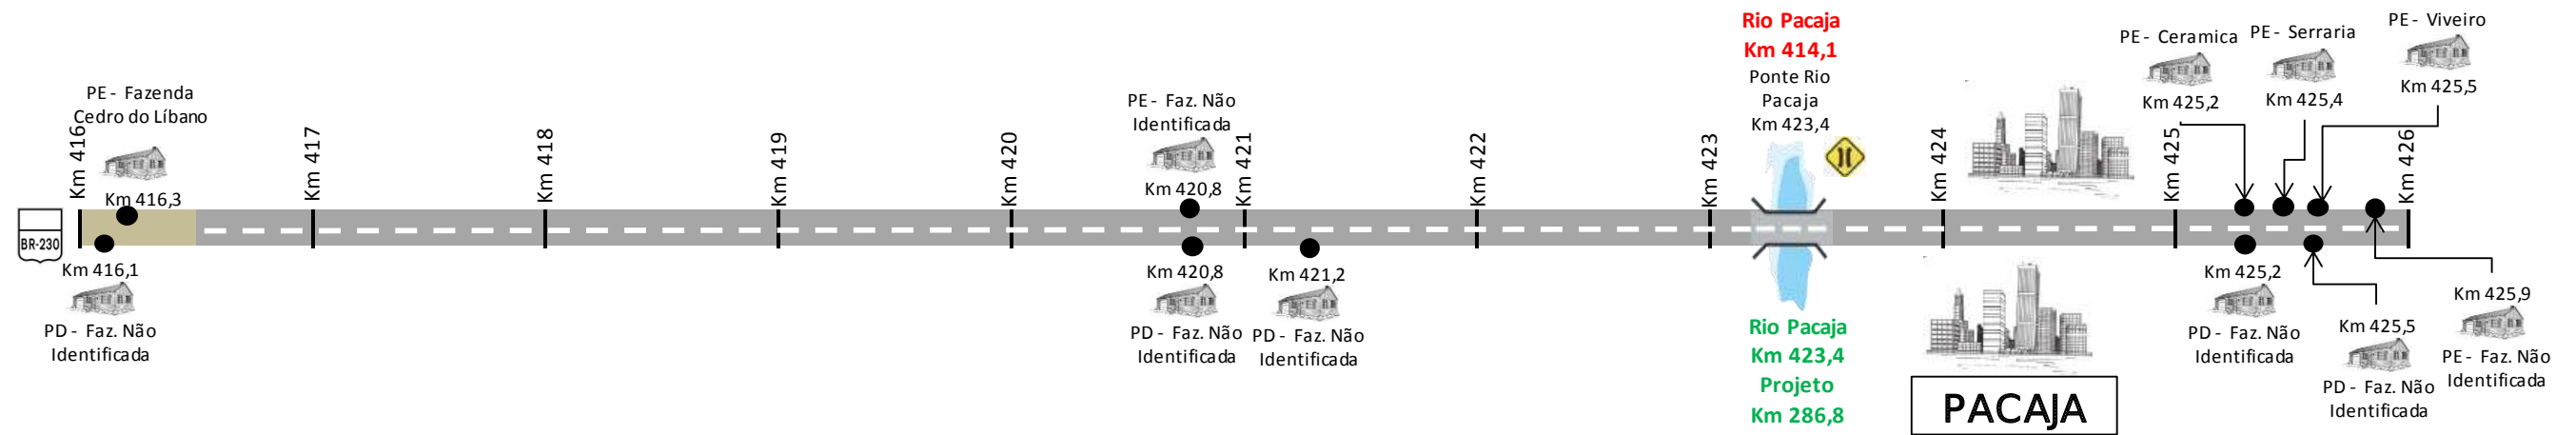 BR-230
Km 416
PE - Fazenda
Cedro do Líbano
Km 416,3
Km 416,1
PD - Faz. Não
Identificada
Km 417
Km 418
Km 419
Km 420
PE - Faz. Não
Identificada
Km 420,8
Km 420,8
PD - Faz. Não
Identificada
Km 421
Km 421,2
PD - Faz. Não
Identificada
Km 422
Km 423
Rio Pacaja
Km 414,1
Ponte Rio
Pacaja
Km 423,4
Rio Pacaja
Km 423,4
Projeto
Km 286,8
Km 424
PACAJA
Km 425
PE - Ceramica
Km 425,2
PE - Serraria
Km 425,4
PE - Viveiro
Km 425,5
Km 426
Km 425,2
PD - Faz. Não
Identificada
Km 425,5
PD - Faz. Não
Identificada
Km 425,9
PE - Faz. Não
Identificada